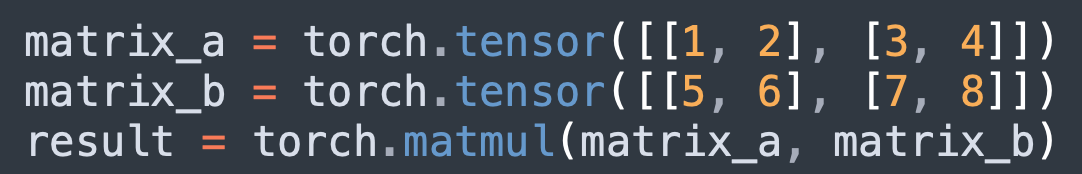 matrix_a = torch.tensor([[1, 2], [3, 4]])
matrix_b = torch.tensor([[5, 6], [7, 8]])
result = torch.matmul(matrix_a, matrix_b)